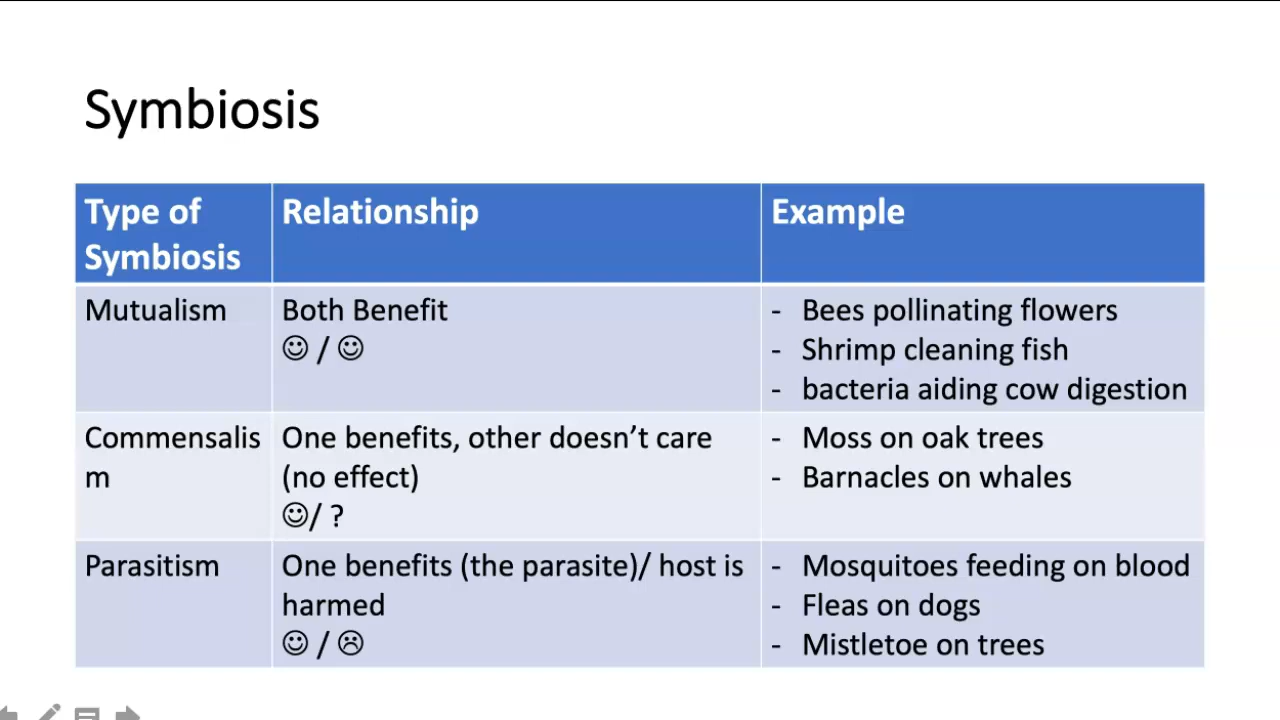 Symbiosis
Type of
Symbiosis
Relationship
Example
Mutualism
Both Benefit
☺ / ☺
- Bees pollinating flowers
- Shrimp cleaning fish
- bacteria aiding cow digestion
Commensalis
m
One benefits, other doesn’t care
(no effect)
☺/ ?
- Moss on oak trees
- Barnacles on whales
Parasitism
One benefits (the parasite)/ host is
harmed
☺ / ☹
- Mosquitoes feeding on blood
- Fleas on dogs
- Mistletoe on trees